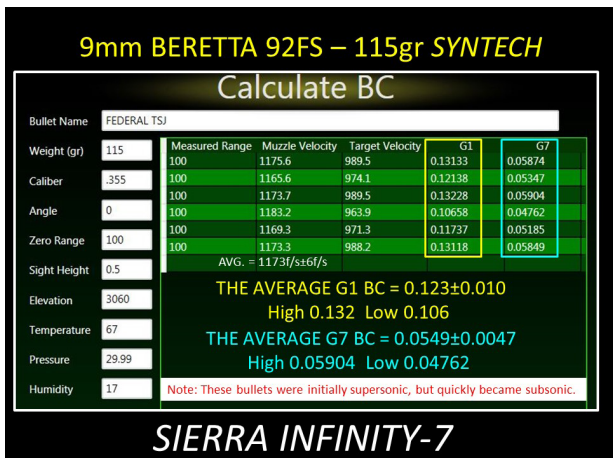 9mm BERETTA 92FS – 115gr SYNTECH
Calculate BC
Bullet Name FEDERAL TSJ
Weight (gr) 115
Caliber .355
Angle 0
Zero Range 100
Sight Height 0.5
Elevation 3060
Temperature 67
Pressure 29.99
Humidity 17
Measured Range Muzzle Velocity Target Velocity G1 G7
100 1175.6 989.5 0.13133 0.05874
100 1165.6 974.1 0.12138 0.05347
100 1173.7 989.5 0.13228 0.05904
100 1183.2 963.9 0.10658 0.04762
100 1169.3 971.3 0.11737 0.05185
100 1173.3 988.2 0.13118 0.05849
AVG. = 1173f/s±6f/s
THE AVERAGE G1 BC = 0.123±0.010
High 0.132 Low 0.106
THE AVERAGE G7 BC = 0.0549±0.0047
High 0.05904 Low 0.04762
Note: These bullets were initially supersonic, but quickly became subsonic.
SIERRA INFINITY-7